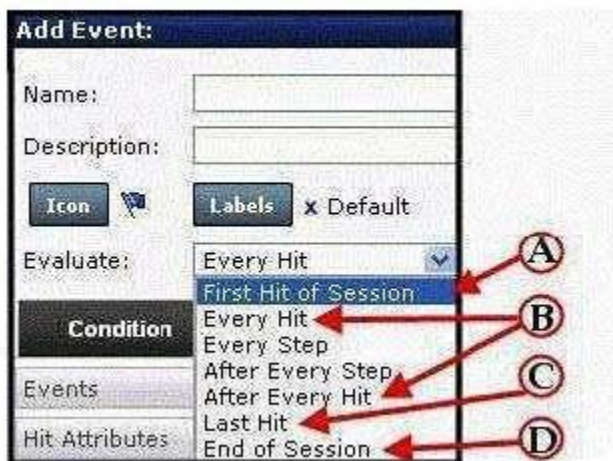 Add Event:
Name:
Description:
Icon Labels x Default
Evaluate: Every Hit
First Hit of Session
Every Hit
Every Step
After Every Step
After Every Hit
Last Hit
End of Session
Condition
Events
Hit Attributes
A
B
C
D